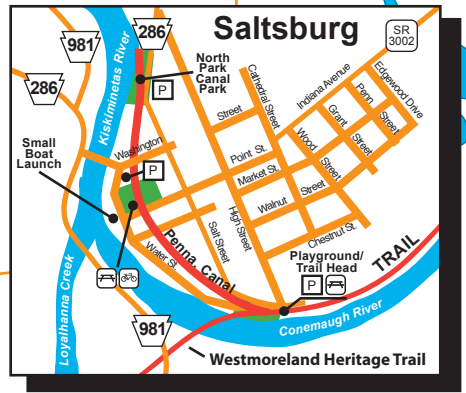 Saltsburg
SR
3002
981
286
286
Kiskiminetas River
North
Park
Canal
Park
P
Cathedral Street
Indiana Avenue
Edgewood Drive
Penn
Street
Grant
Street
Wood
Street
Street
Washington
Small
Boat
Launch
P
Point St.
Market St.
Walnut
Street
Chestnut St.
High Street
Salt Street
Water St.
Penna. Canal
Playground/
Trail Head
P
TRAIL
Conemaugh River
Loyalhanna Creek
981
Westmoreland Heritage Trail